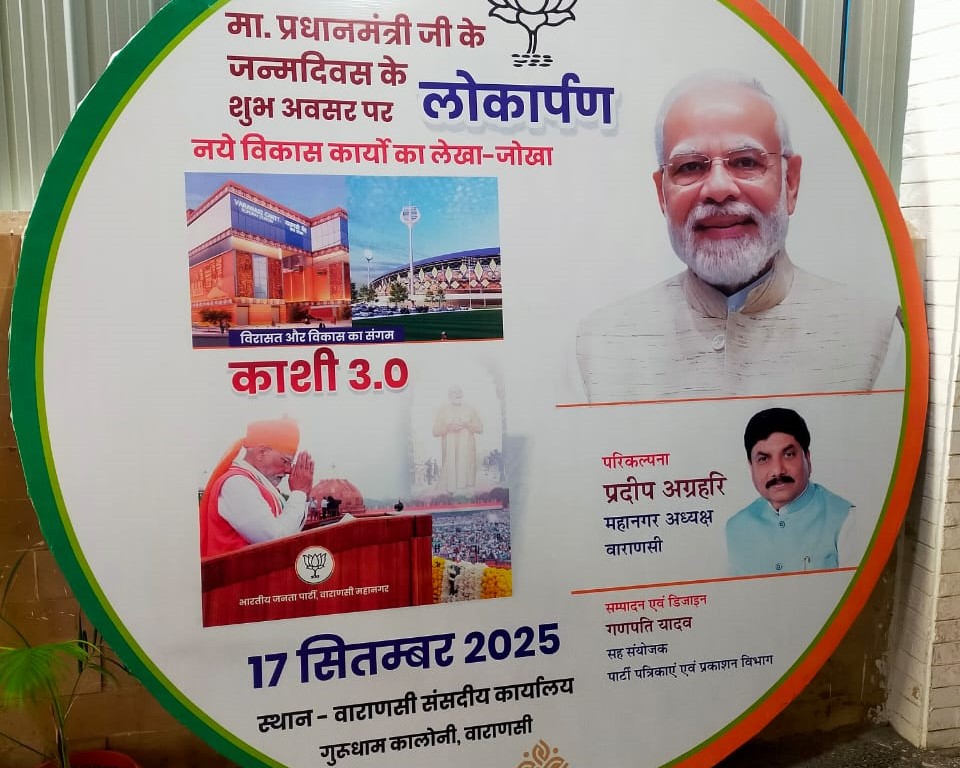 मा. प्रधानमंत्री जी के
जन्मदिवस के
शुभ अवसर पर
लोकार्पण
नये विकास कार्यो का लेखा-जोखा
VARANASI CANTT
विरासत और विकास का संगम
काशी 3.0
भारतीय जनता पार्टी, वाराणसी महानगर
परिकल्पना
प्रदीप अग्रहरि
महानगर अध्यक्ष
वाराणसी
सम्पादन एवं डिजाइन
गणपति यादव
सह संयोजक
पार्टी पत्रिकाएं एवं प्रकाशन विभाग
17 सितम्बर 2025
स्थान - वाराणसी संसदीय कार्यालय
गुरूधाम कालोनी, वाराणसी